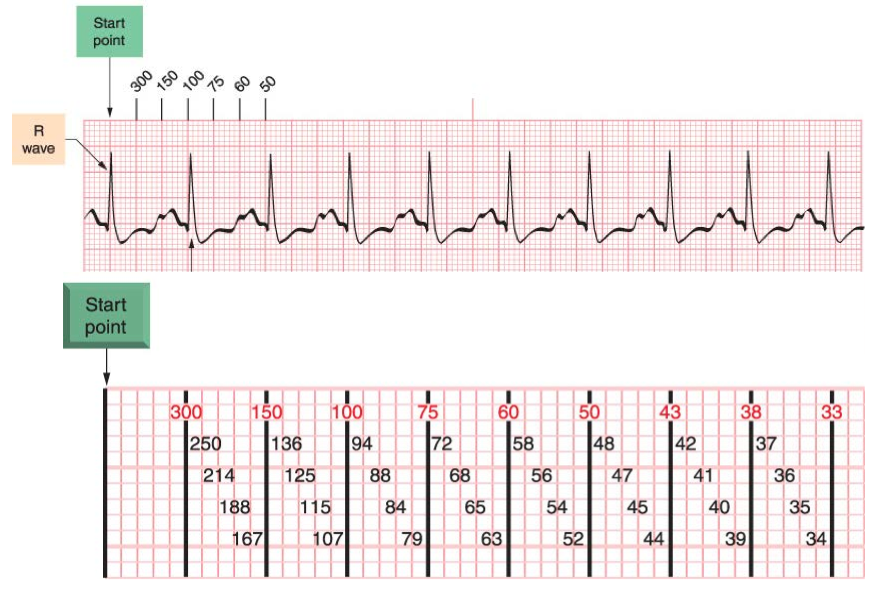 Start
point
300 150 100 75 60 50
R
wave
Start
point
300 150 100 75 60 50 43 38 33
250 136 94 72 58 48 42 37
214 125 88 68 56 47 41 36
188 115 84 65 54 45 40 35
167 107 79 63 52 44 39 34